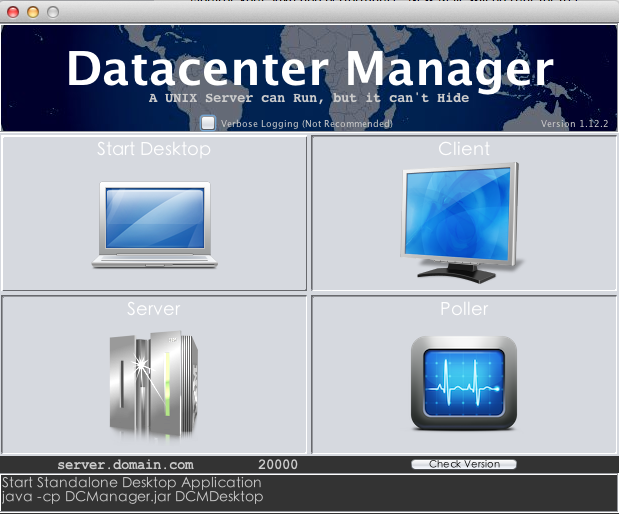 Datacenter Manager
A UNIX Server can Run, but it can't Hide
Verbose Logging (Not Recommended)
Version 1.12.2
Start Desktop
Client
Server
Poller
server.domain.com 20000 Check Version
Start Standalone Desktop Application
java -cp DCManager.jar DCMDesktop